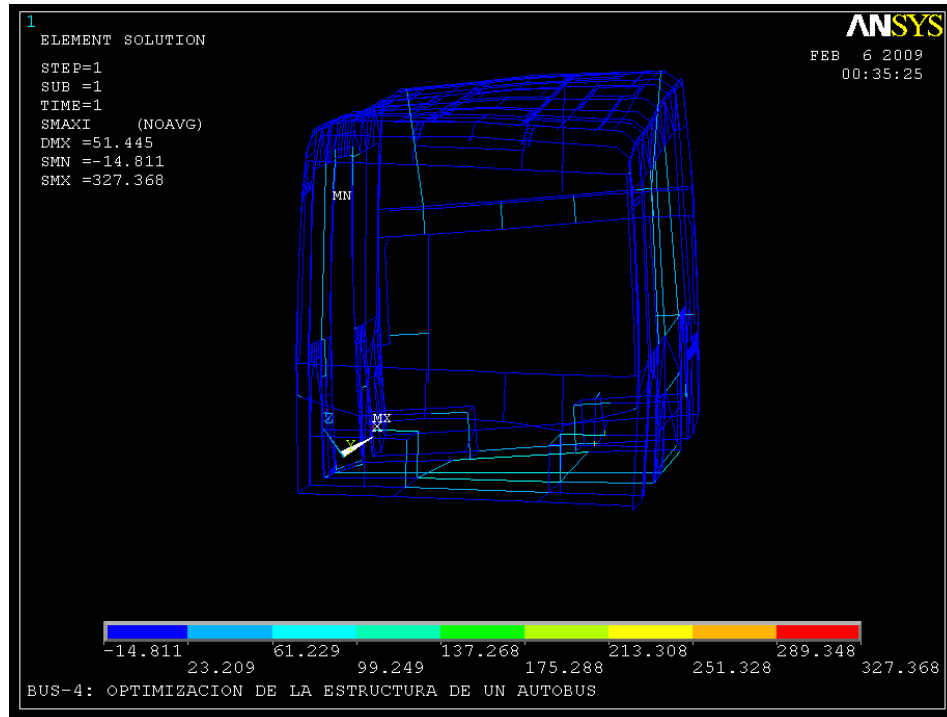 1
ANSYS
ELEMENT SOLUTION
FEB 6 2009
00:35:25
STEP=1
SUB =1
TIME=1
SMAXI (NOAVG)
DMX =51.445
SMN =-14.811
SMX =327.368
MN
Z
MX
X
Y
-14.811 61.229 137.268 213.308 289.348
23.209 99.249 175.288 251.328 327.368
BUS-4: OPTIMIZACION DE LA ESTRUCTURA DE UN AUTOBUS